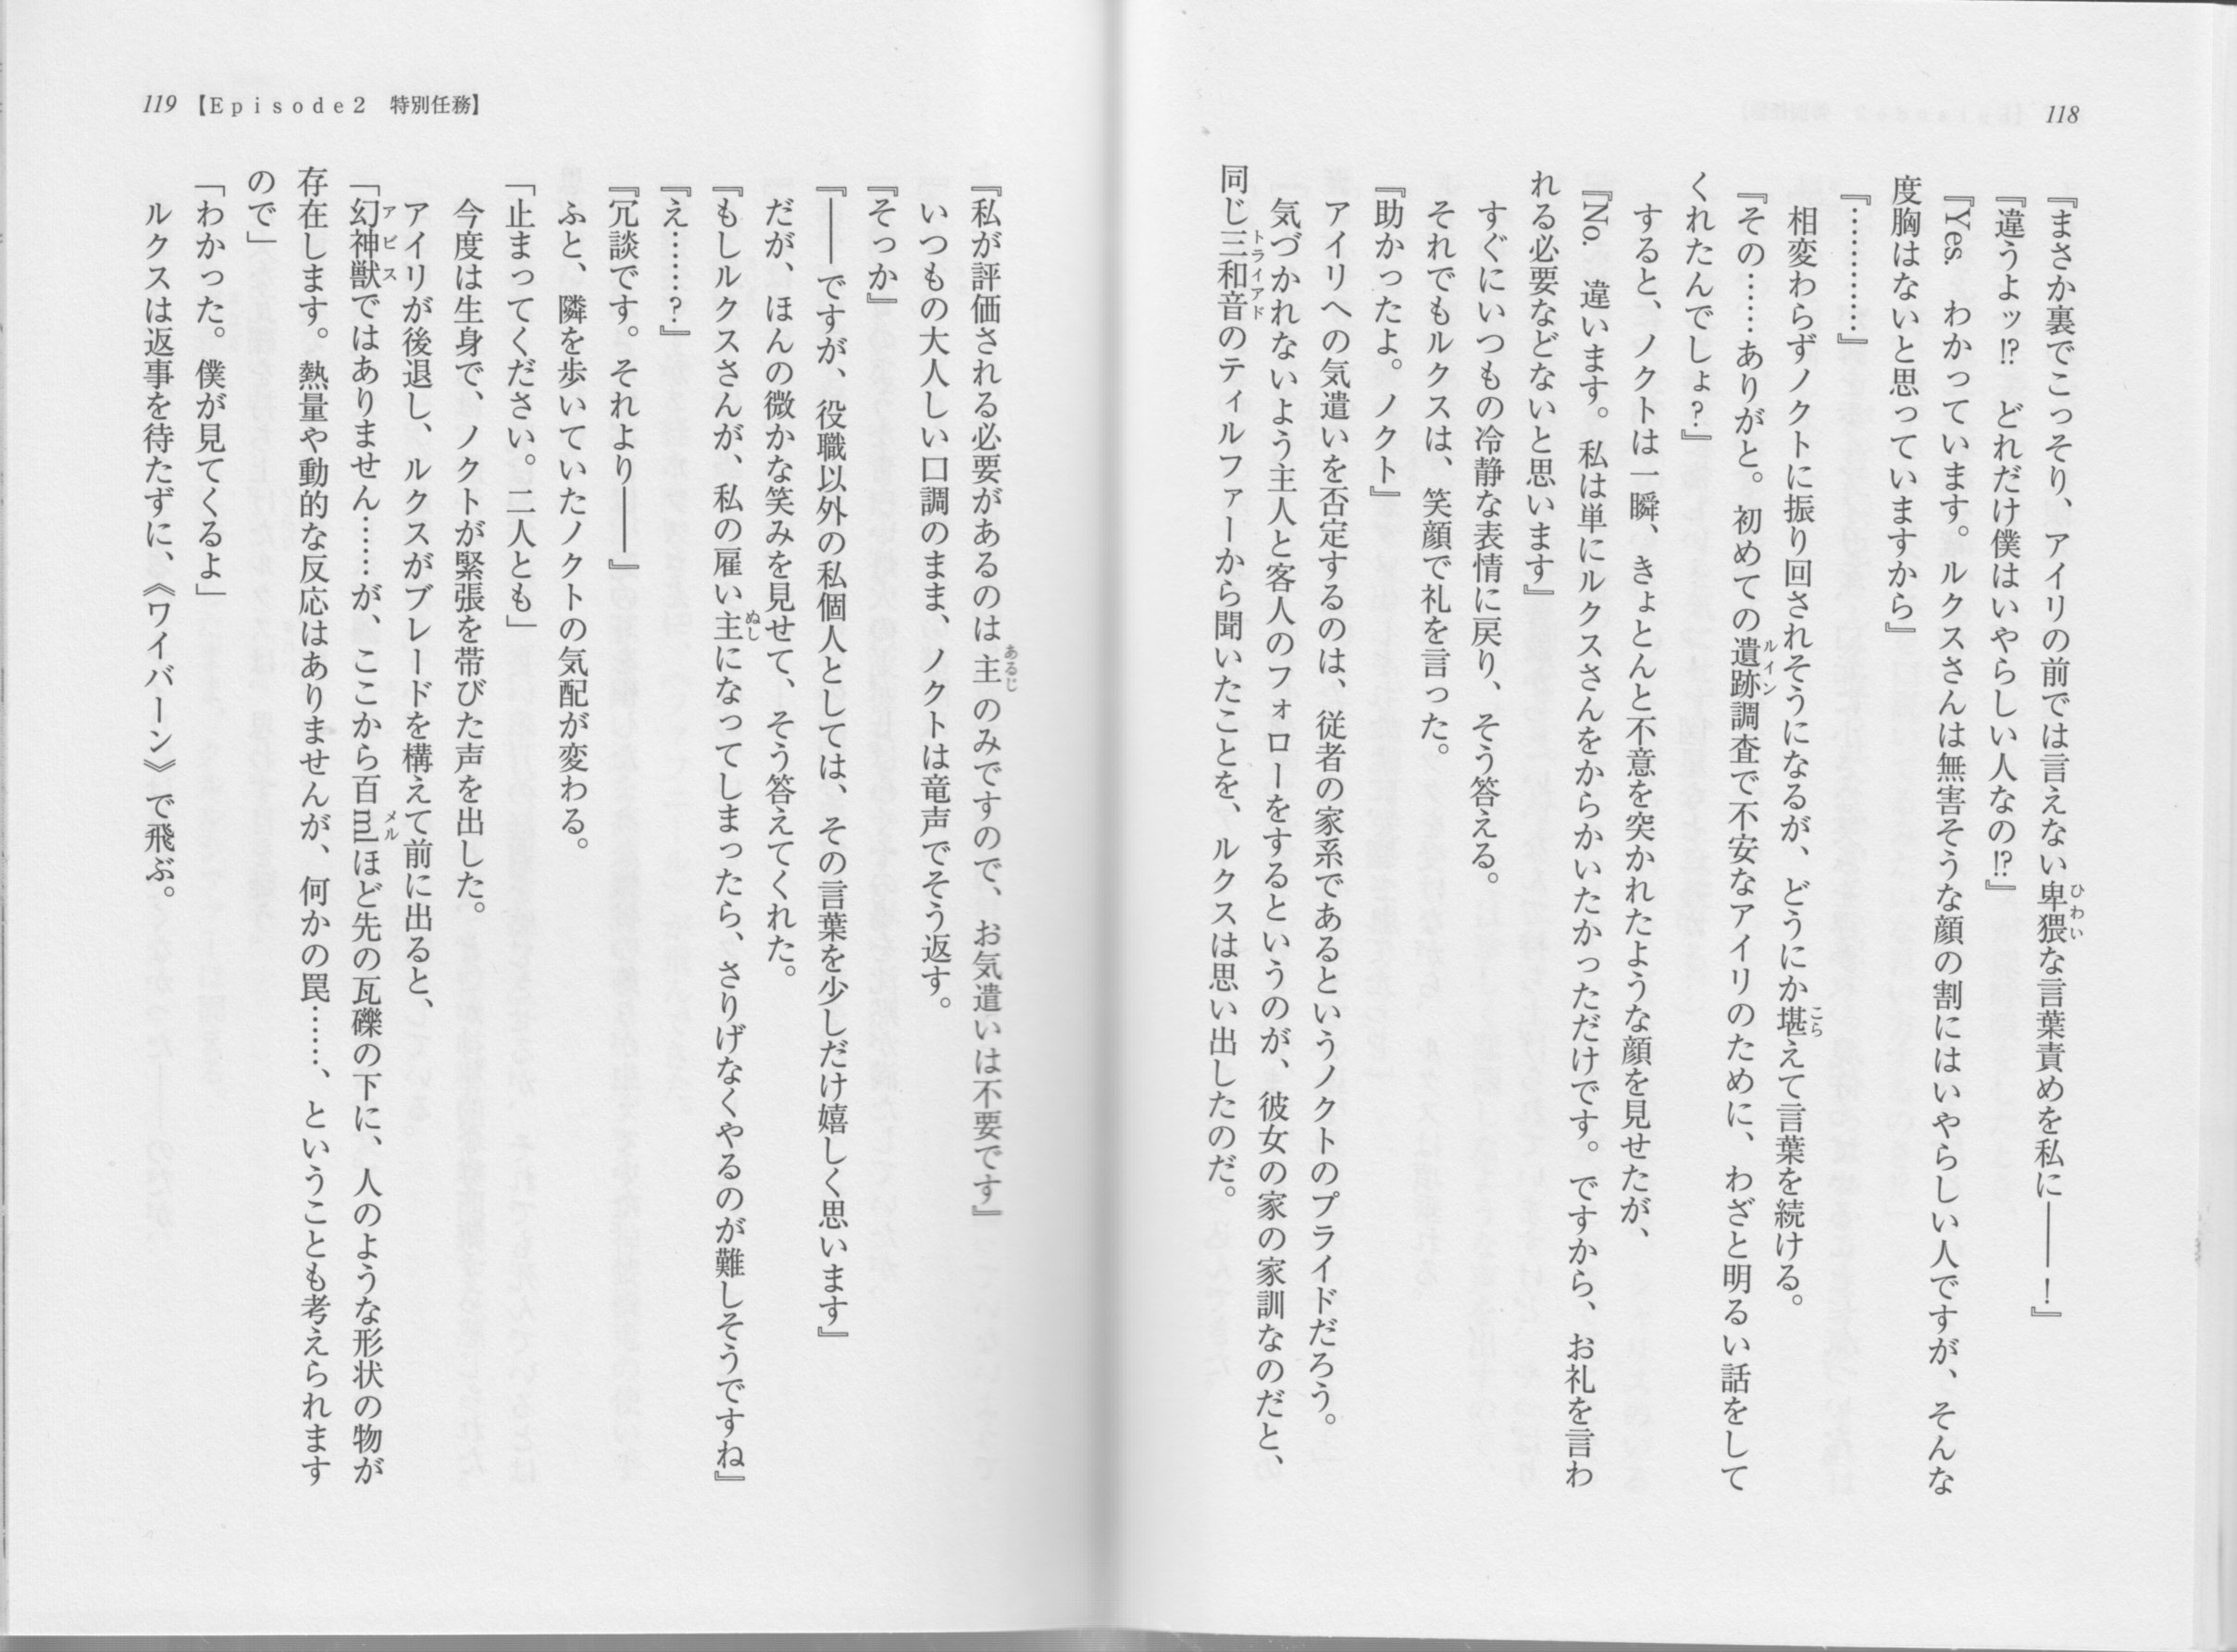 118
『まさか裏でこっそり、アイリの前では言えない卑猥な言葉責めを私に――！』
『違うよッ!?　どれだけ僕はいやらしい人なの!?』
『Yes.　わかっています。ルクスさんは無害そうな顔の割にはいやらしい人ですが、そんな
度胸はないと思っていますから』
『…………』
相変わらずノクトに振り回されそうになるが、どうにか堪えて言葉を続ける。
『その……ありがと。初めての遺跡調査で不安なアイリのために、わざと明るい話をして
くれたんでしょ？』
すると、ノクトは一瞬、きょとんと不意を突かれたような顔を見せたが、
『No.　違います。私は単にルクスさんをからかいたかっただけです。ですから、お礼を言わ
れる必要などないと思います』
すぐにいつもの冷静な表情に戻り、そう答える。
それでもルクスは、笑顔で礼を言った。
『助かったよ。ノクト』
アイリへの気遣いを否定するのは、従者の家系であるというノクトのプライドだろう。
気づかれないよう主人と客人のフォローをするというのが、彼女の家の家訓なのだと、
同じ三和音のティルファーから聞いたことを、ルクスは思い出したのだ。
119【Episode2　特別任務】
『私が評価される必要があるのは主のみですので、お気遣いは不要です』
いつもの大人しい口調のまま、ノクトは竜声でそう返す。
『そっか』
『――ですが、役職以外の私個人としては、その言葉を少しだけ嬉しく思います』
だが、ほんの微かな笑みを見せて、そう答えてくれた。
『もしルクスさんが、私の雇い主になってしまったら、さりげなくやるのが難しそうですね』
『え……？』
『冗談です。それより――』
ふと、隣を歩いていたノクトの気配が変わる。
「止まってください。二人とも」
今度は生身で、ノクトが緊張を帯びた声を出した。
アイリが後退し、ルクスがブレードを構えて前に出ると、
「幻神獣ではありません……が、ここから百mlほど先の瓦礫の下に、人のような形状の物が
存在します。熱量や動的な反応はありませんが、何かの罠……、ということも考えられます
ので」
「わかった。僕が見てくるよ」
ルクスは返事を待たずに、《ワイバーン》で飛ぶ。